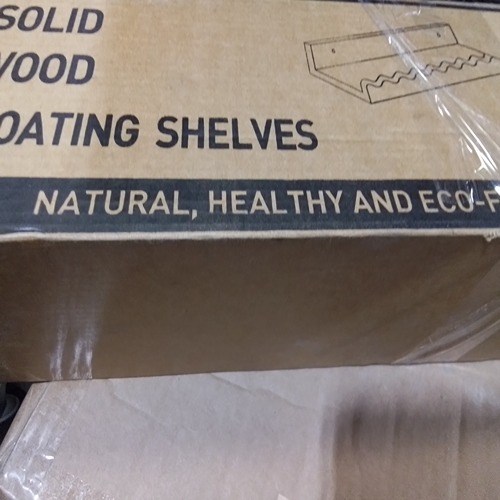 SOLID
WOOD
OATING SHELVES
NATURAL, HEALTHY AND ECO-F